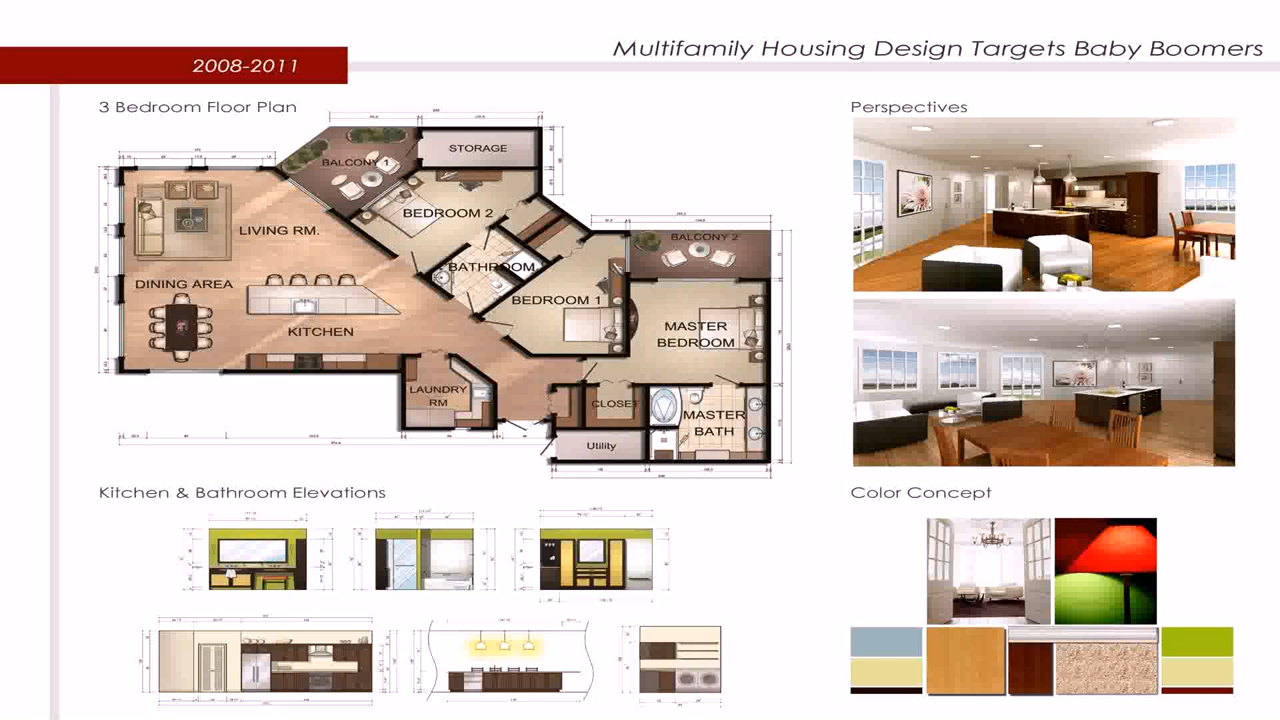 Multifamily Housing Design Targets Baby Boomers
2008-2011
3 Bedroom Floor Plan
Perspectives
BALCONY 1
STORAGE
BEDROOM 2
LIVING RM.
BALCONY 2
BATHROOM
DINING AREA
BEDROOM 1
KITCHEN
MASTER
BEDROOM
LAUNDRY
RM
CLOSET
MASTER
BATH
Utility
Kitchen & Bathroom Elevations
Color Concept